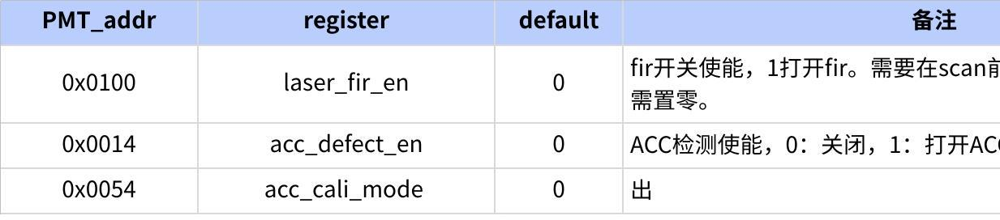 PMT_addr register default 备注
0x0100 laser_fir_en 0 fir开关使能，1打开fir。需要在scan前
需置零。
0x0014 acc_defect_en 0 ACC检测使能，0：关闭，1：打开ACC
0x0054 acc_cali_mode 0 出